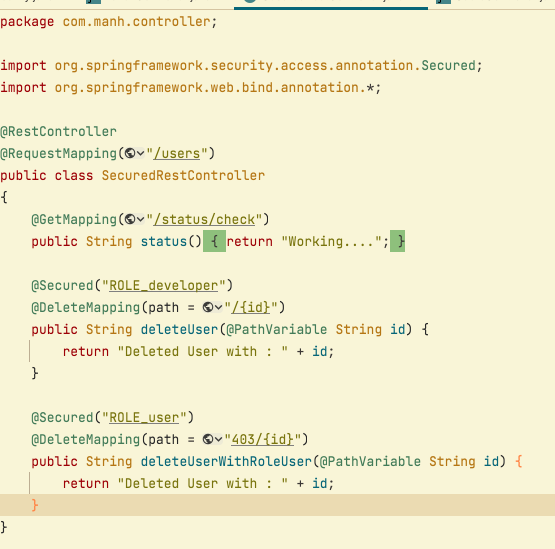 package com.manh.controller;
import org.springframework.security.access.annotation.Secured;
import org.springframework.web.bind.annotation.*;
@RestController
@RequestMapping("/users")
public class SecuredRestController
{
@GetMapping("/status/check")
public String status() { return "Working...."; }
@Secured("ROLE_developer")
@DeleteMapping(path = "/{id}")
public String deleteUser(@PathVariable String id) {
return "Deleted User with : " + id;
}
@Secured("ROLE_user")
@DeleteMapping(path = "403/{id}")
public String deleteUserWithRoleUser(@PathVariable String id) {
return "Deleted User with : " + id;
}
}